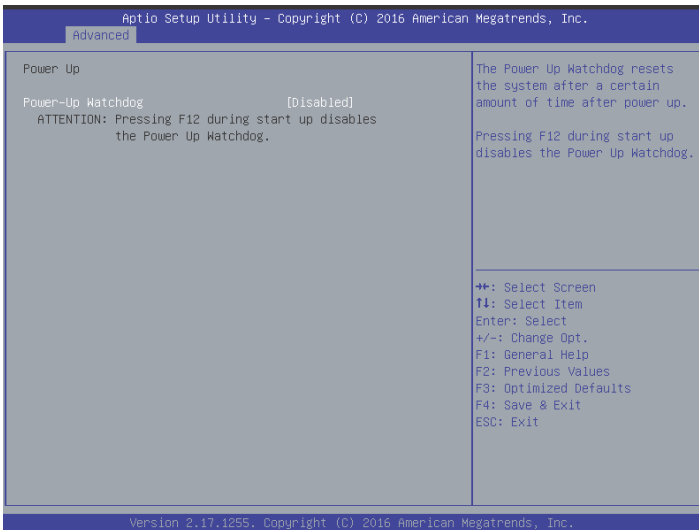 Aptio Setup Utility – Copyright (C) 2016 American Megatrends, Inc.
Advanced
Power Up
Power-Up Watchdog [Disabled]
ATTENTION: Pressing F12 during start up disables
the Power Up Watchdog.
The Power Up Watchdog resets
the system after a certain
amount of time after power up.
Pressing F12 during start up
disables the Power Up Watchdog.
→←: Select Screen
↑↓: Select Item
Enter: Select
+/-: Change Opt.
F1: General Help
F2: Previous Values
F3: Optimized Defaults
F4: Save & Exit
ESC: Exit
Version 2.17.1255. Copyright (C) 2016 American Megatrends, Inc.